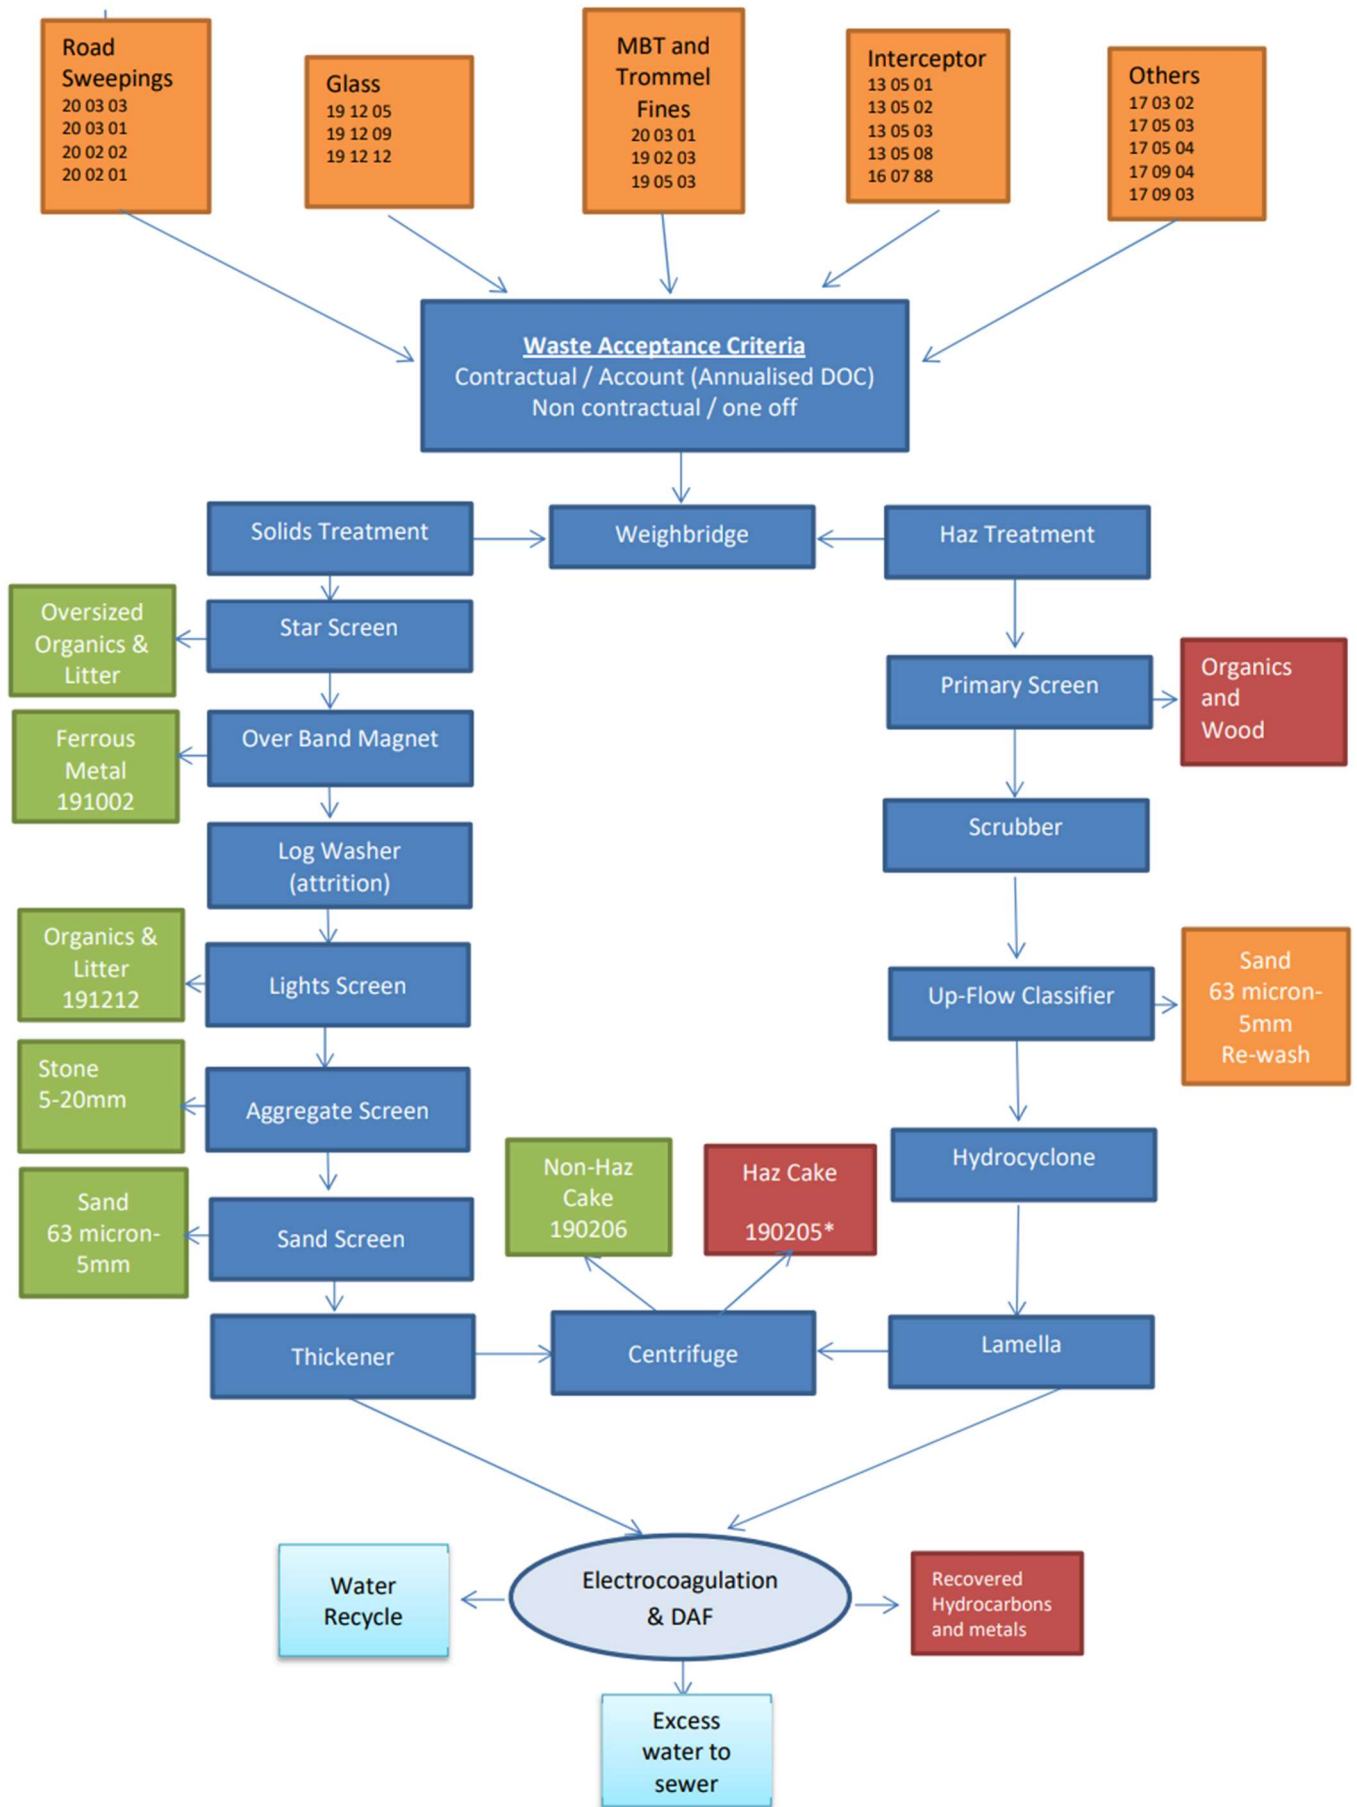 Road
Sweepings
20 03 03
20 03 01
20 02 02
20 02 01
Glass
19 12 05
19 12 09
19 12 12
MBT and
Trommel
Fines
20 03 01
19 02 03
19 05 03
Interceptor
13 05 01
13 05 02
13 05 03
13 05 08
16 07 88
Others
17 03 02
17 05 03
17 05 04
17 09 04
17 09 03
Waste Acceptance Criteria
Contractual / Account (Annualised DOC)
Non contractual / one off
Solids Treatment
Weighbridge
Haz Treatment
Oversized
Organics &
Litter
Star Screen
Primary Screen
Organics
and
Wood
Ferrous
Metal
191002
Over Band Magnet
Scrubber
Log Washer
(attrition)
Organics &
Litter
191212
Lights Screen
Up-Flow Classifier
Sand
63 micron-
5mm
Re-wash
Stone
5-20mm
Aggregate Screen
Non-Haz
Cake
190206
Haz Cake
190205*
Hydrocyclone
Sand
63 micron-
5mm
Sand Screen
Thickener
Centrifuge
Lamella
Water
Recycle
Electrocoagulation
& DAF
Recovered
Hydrocarbons
and metals
Excess
water to
sewer